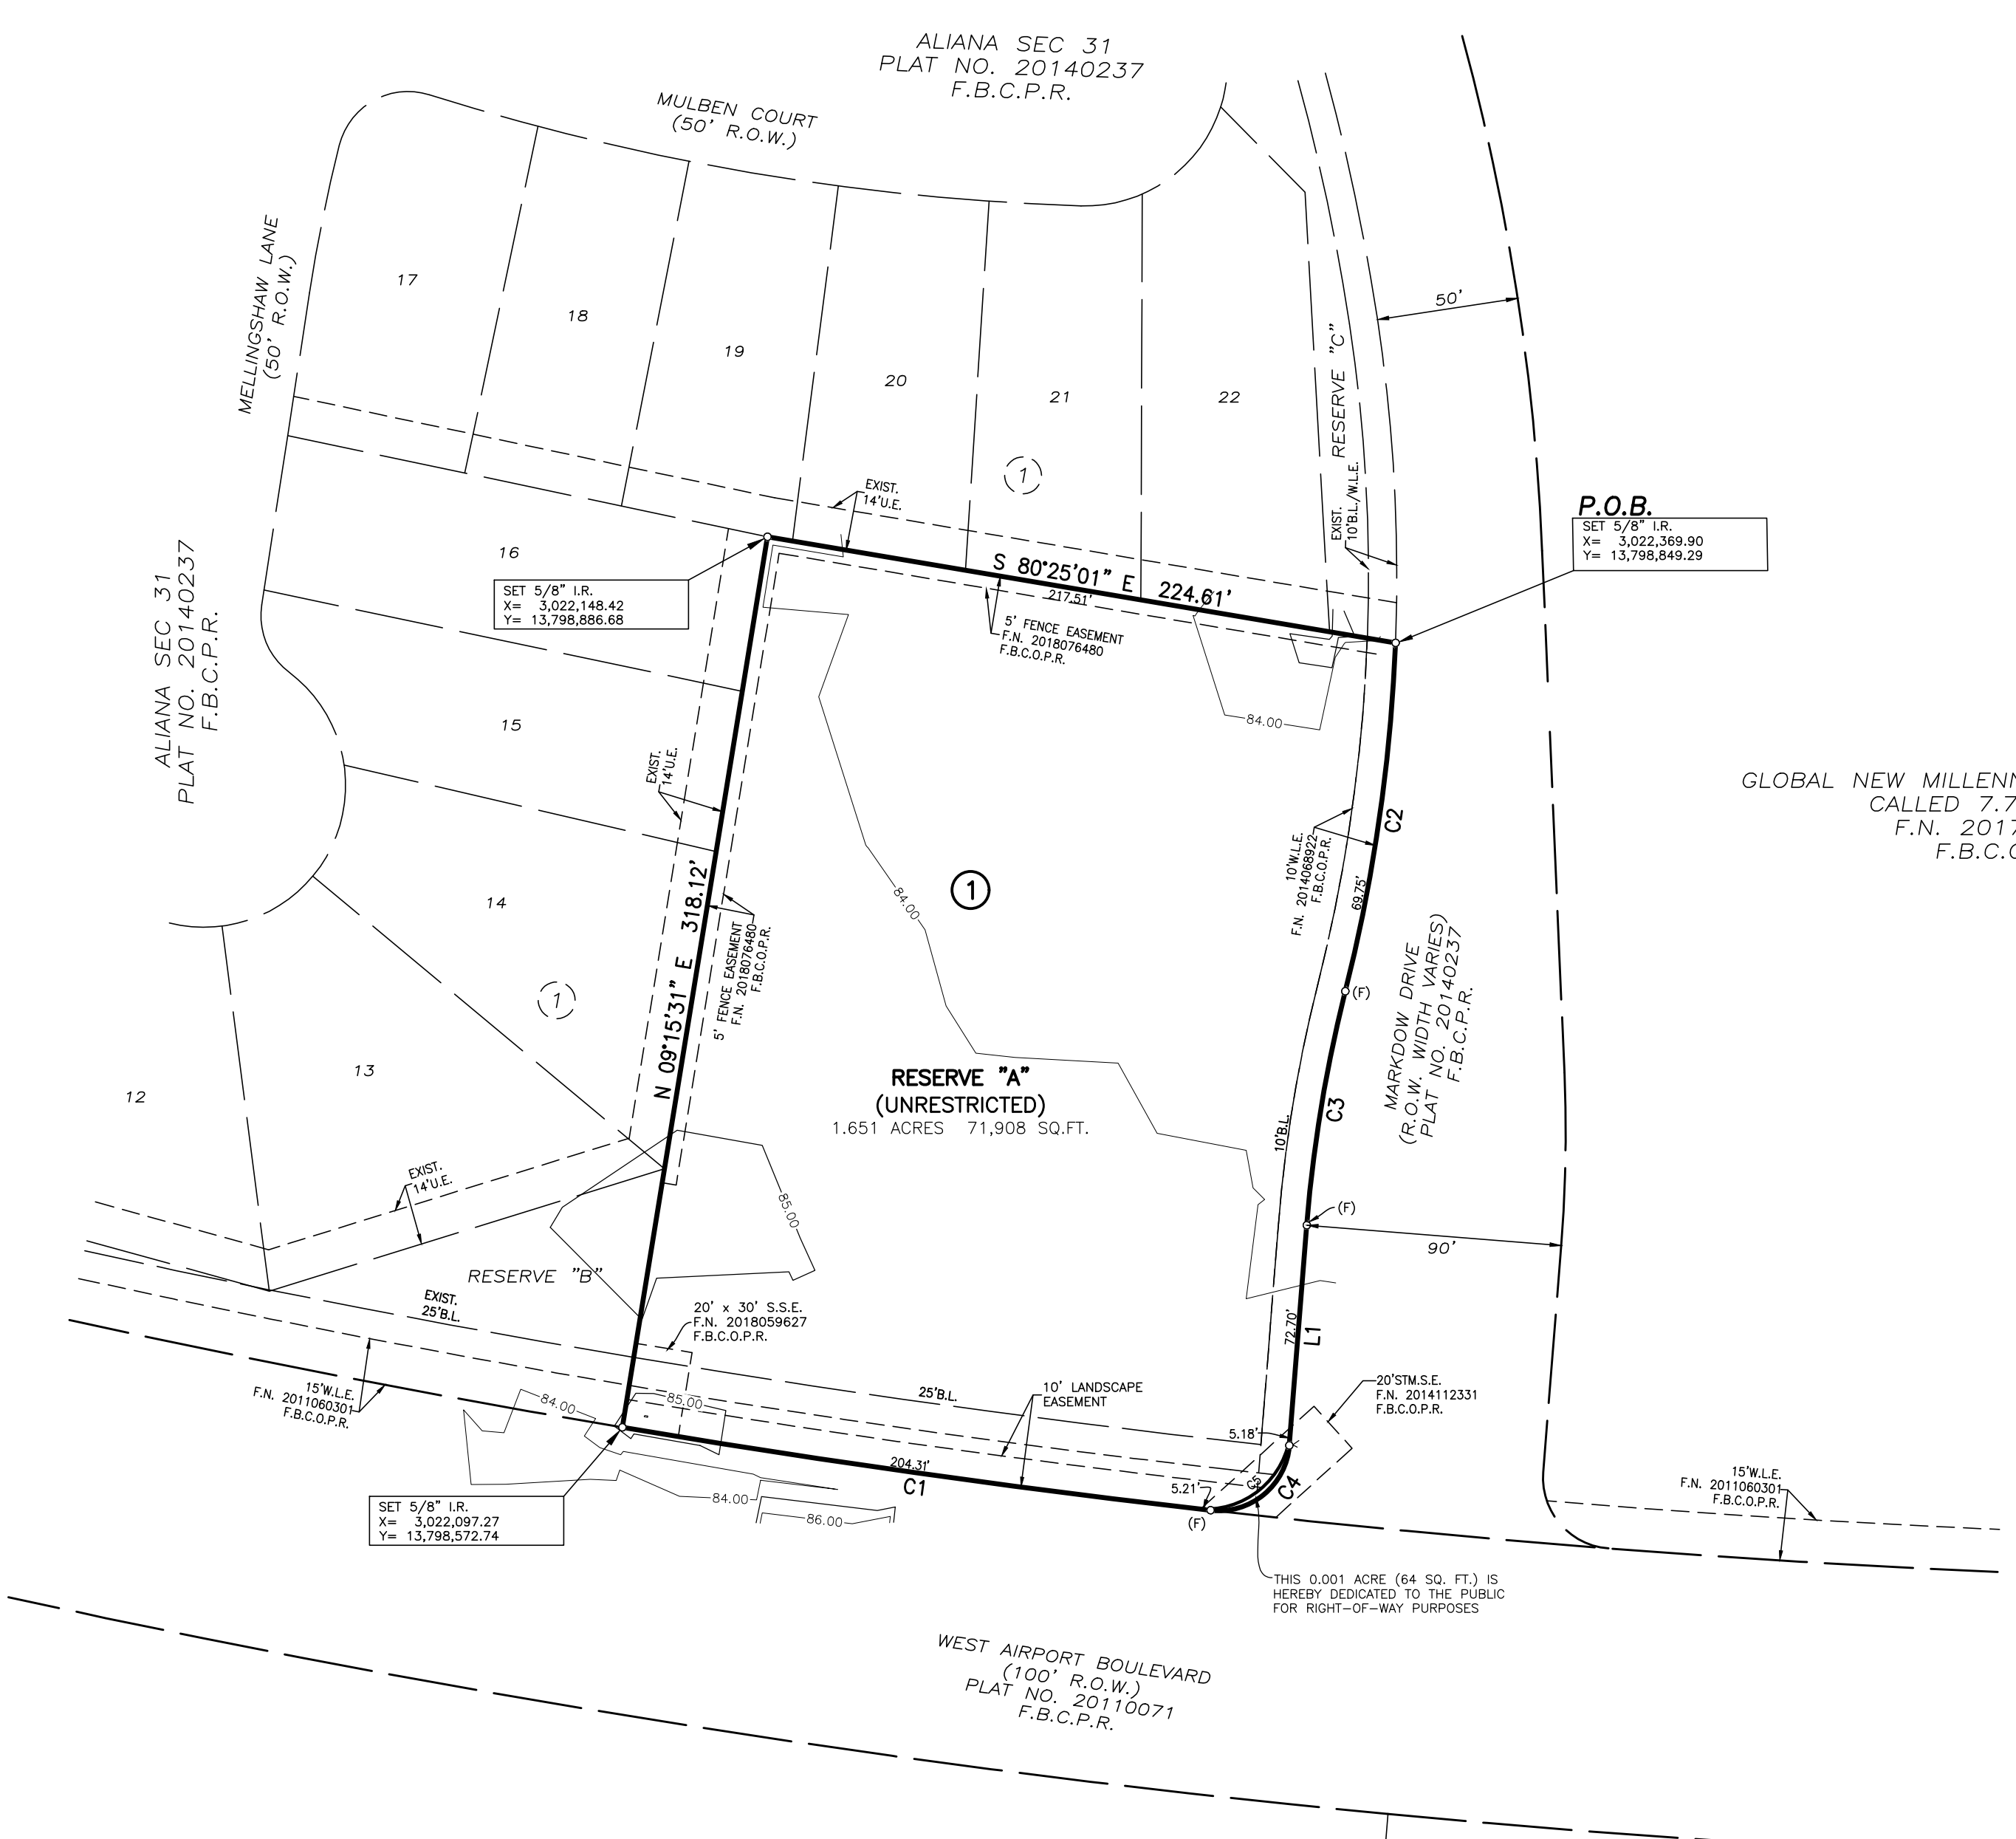 ALIANA SEC 31
PLAT NO. 20140237
F.B.C.P.R.
MULBEN COURT
(50' R.O.W.)
MELLINGSHAW LANE
(50' R.O.W.)
17
18
19
20
21
22
1
RESERVE "C"
50'
EXIST.
10'B.L./W.L.E.
EXIST.
14'U.E.
P.O.B.
SET 5/8" I.R.
X= 3,022,369.90
Y= 13,798,849.29
S 80°25'01" E 224.61'
217.51'
5' FENCE EASEMENT
F.N. 2018076480
F.B.C.O.P.R.
84.00
16
SET 5/8" I.R.
X= 3,022,148.42
Y= 13,798,886.68
ALIANA SEC 31
PLAT NO. 20140237
F.B.C.P.R.
15
EXIST.
14'U.E.
14
N 09°15'31" E 318.12'
5' FENCE EASEMENT
F.N. 2018076480
F.B.C.O.P.R.
84.00
1
10'W.L.E.
F.N. 2014068922
F.B.C.O.P.R.
C2
69.75'
(F)
GLOBAL NEW MILLENN
CALLED 7.7
F.N. 2017
F.B.C.O
MARKDOW DRIVE
(R.O.W. WIDTH VARIES)
PLAT NO. 20140237
F.B.C.P.R.
1
13
12
RESERVE "A"
(UNRESTRICTED)
1.651 ACRES 71,908 SQ.FT.
C3
10'B.L.
(F)
90'
EXIST.
14'U.E.
85.00
RESERVE "B"
EXIST.
25'B.L.
20' x 30' S.S.E.
F.N. 2018059627
F.B.C.O.P.R.
72.70'
L1
15'W.L.E.
F.N. 2011060301
F.B.C.O.P.R.
84.00
85.00
25'B.L.
10' LANDSCAPE
EASEMENT
20'STM.S.E.
F.N. 2014112331
F.B.C.O.P.R.
5.18'
204.31'
C1
5.21'
C5
C4
(F)
84.00
86.00
SET 5/8" I.R.
X= 3,022,097.27
Y= 13,798,572.74
15'W.L.E.
F.N. 2011060301
F.B.C.O.P.R.
THIS 0.001 ACRE (64 SQ. FT.) IS
HEREBY DEDICATED TO THE PUBLIC
FOR RIGHT-OF-WAY PURPOSES
WEST AIRPORT BOULEVARD
(100' R.O.W.)
PLAT NO. 20110071
F.B.C.P.R.